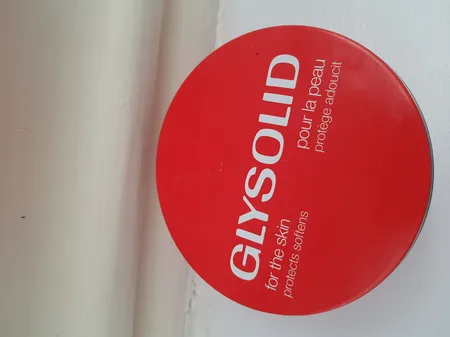 GLYSOLID
for the skin
pour la peau
protects softens
protège adoucit